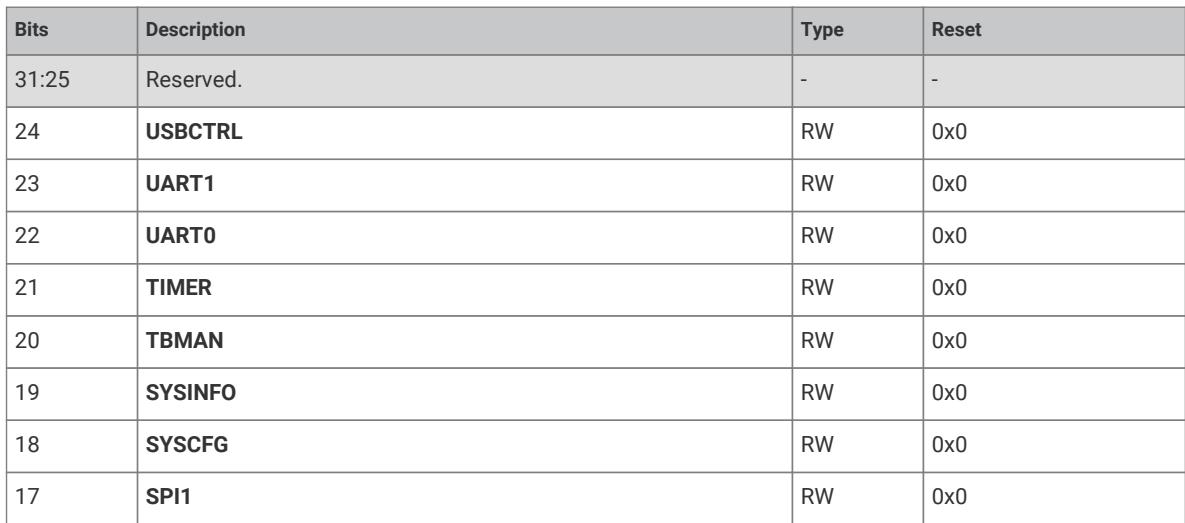 Bits Description Type Reset
31:25 Reserved. - -
24 USBCTRL RW 0x0
23 UART1 RW 0x0
22 UART0 RW 0x0
21 TIMER RW 0x0
20 TBMAN RW 0x0
19 SYSINFO RW 0x0
18 SYSCFG RW 0x0
17 SPI1 RW 0x0